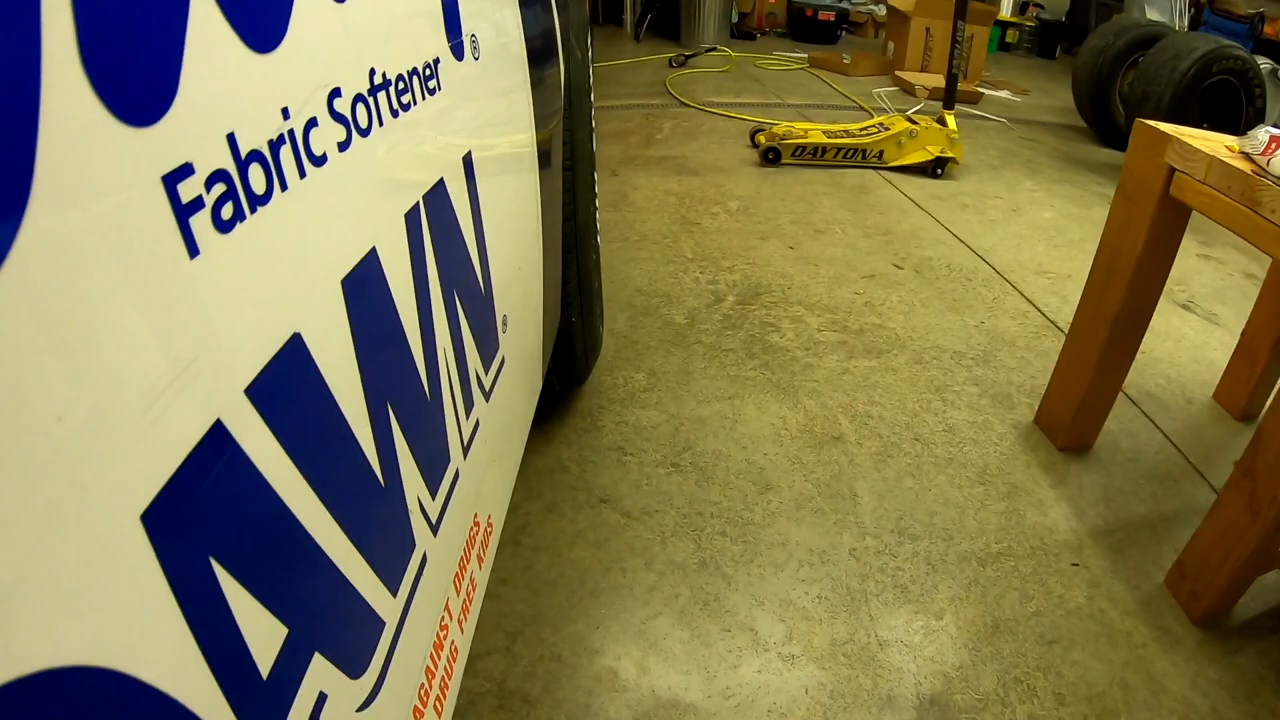 Fabric Softener
®
AWN
®
AGAINST DRUGS
DRUG FREE KIDS
DAYTONA